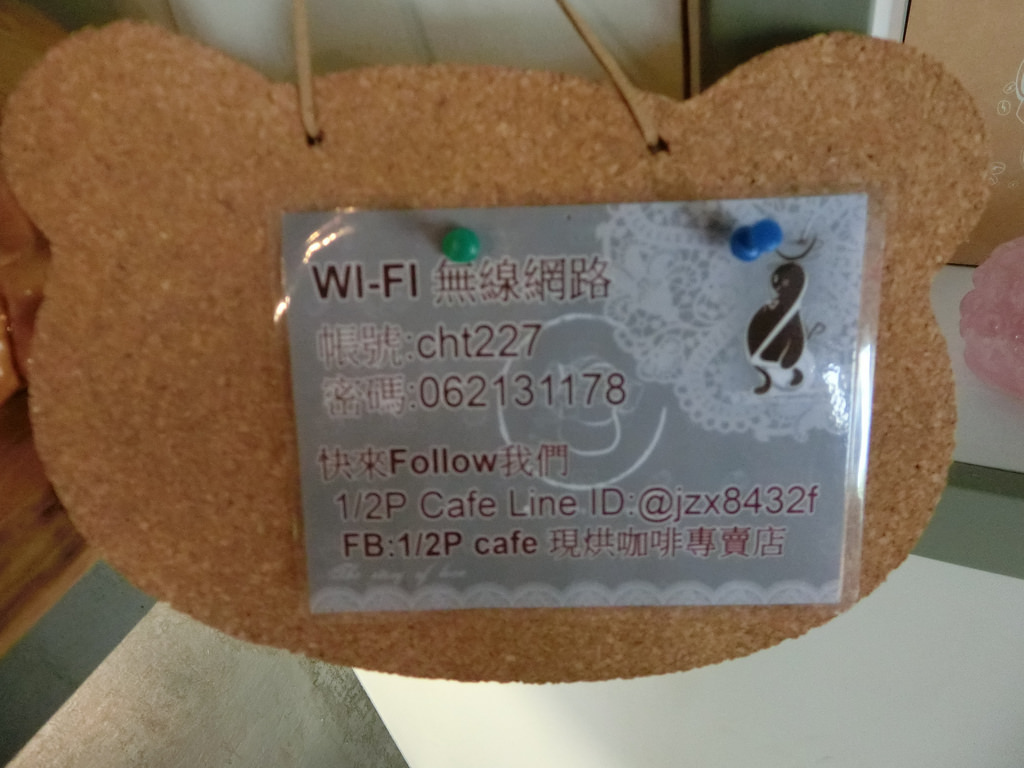 WI-FI 無線網路
帳號:cht227
密碼:062131178
快來Follow我們
1/2P Cafe Line ID:@jzx8432f
FB:1/2P cafe 現烘咖啡專賣店